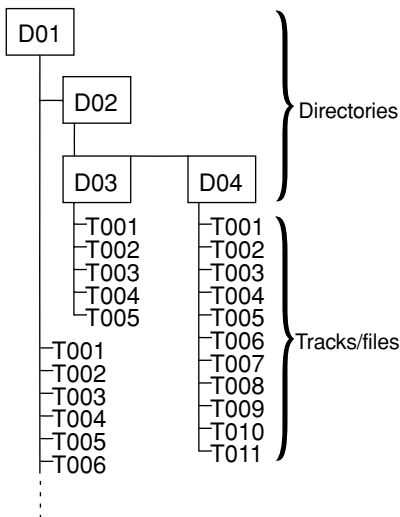 D01
D02
Directories
D03
D04
T001
T002
T003
T004
T005
T001
T002
T003
T004
T005
T006
T007
T008
T009
T010
T011
Tracks/files
T001
T002
T003
T004
T005
T006